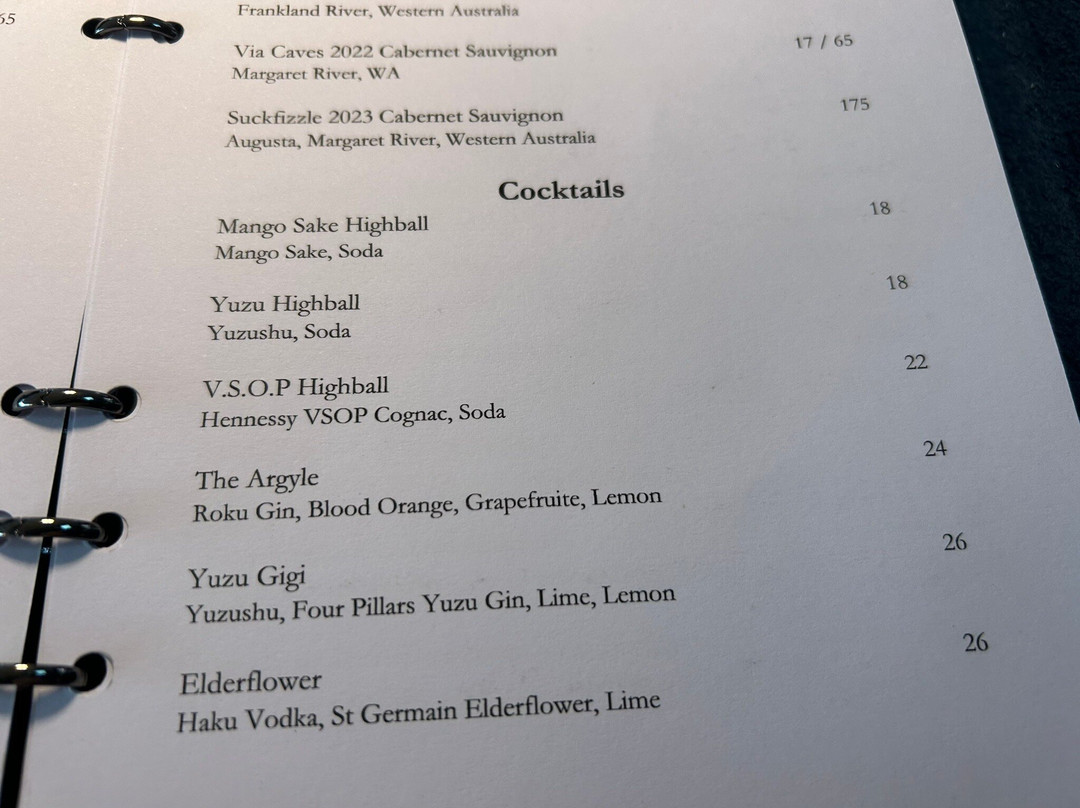 65
Frankland River, Western Australia
Via Caves 2022 Cabernet Sauvignon 17 / 65
Margaret River, WA
Suckfizzle 2023 Cabernet Sauvignon 175
Augusta, Margaret River, Western Australia
Cocktails
Mango Sake Highball 18
Mango Sake, Soda
Yuzu Highball 18
Yuzushu, Soda
V.S.O.P Highball 22
Hennessy VSOP Cognac, Soda
The Argyle 24
Roku Gin, Blood Orange, Grapefruite, Lemon
Yuzu Gigi 26
Yuzushu, Four Pillars Yuzu Gin, Lime, Lemon
Elderflower 26
Haku Vodka, St Germain Elderflower, Lime